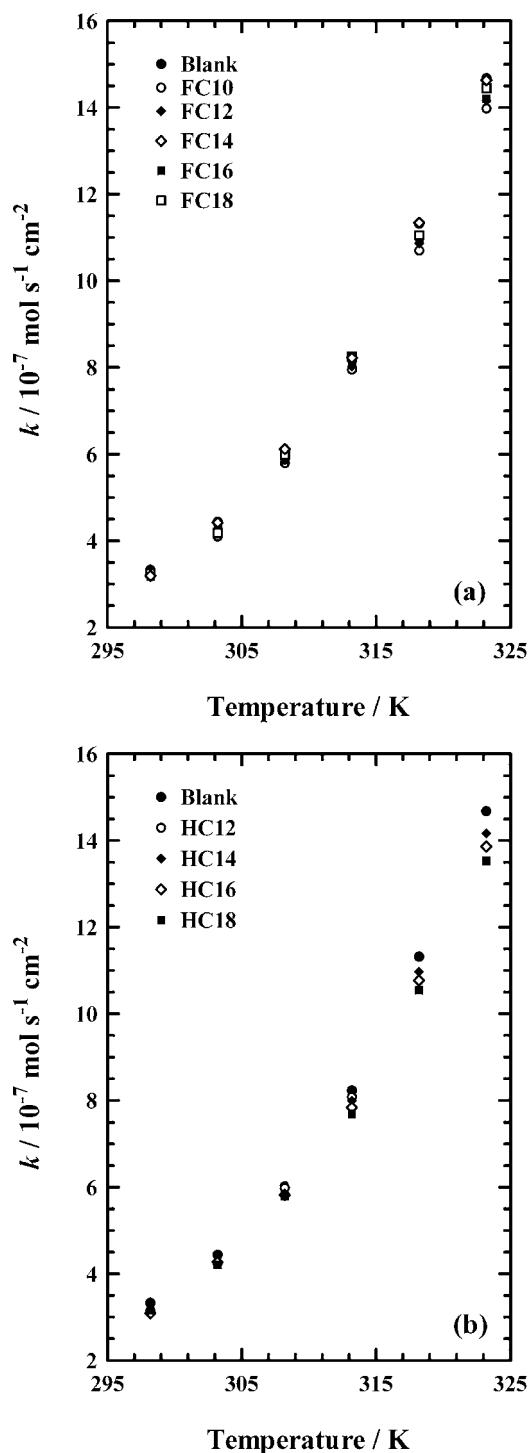 16
14
12
10
8
6
4
2
k / 10⁻⁷ mol s⁻¹ cm⁻²
Blank
FC10
FC12
FC14
FC16
FC18
(a)
295 305 315 325
Temperature / K
16
14
12
10
8
6
4
2
k / 10⁻⁷ mol s⁻¹ cm⁻²
Blank
HC12
HC14
HC16
HC18
(b)
295 305 315 325
Temperature / K